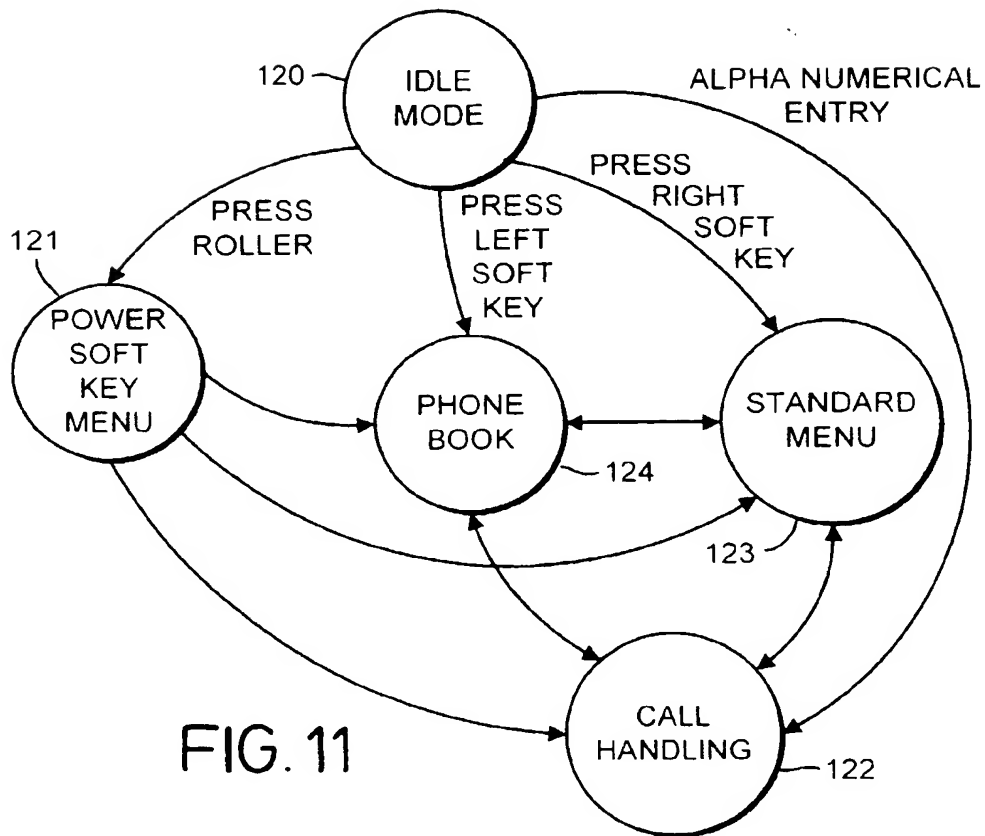 120
IDLE
MODE
ALPHA NUMERICAL
ENTRY
PRESS
ROLLER
PRESS
LEFT
SOFT
KEY
PRESS
RIGHT
SOFT
KEY
121
POWER
SOFT
KEY
MENU
PHONE
BOOK
124
STANDARD
MENU
123
CALL
HANDLING
122
FIG. 11